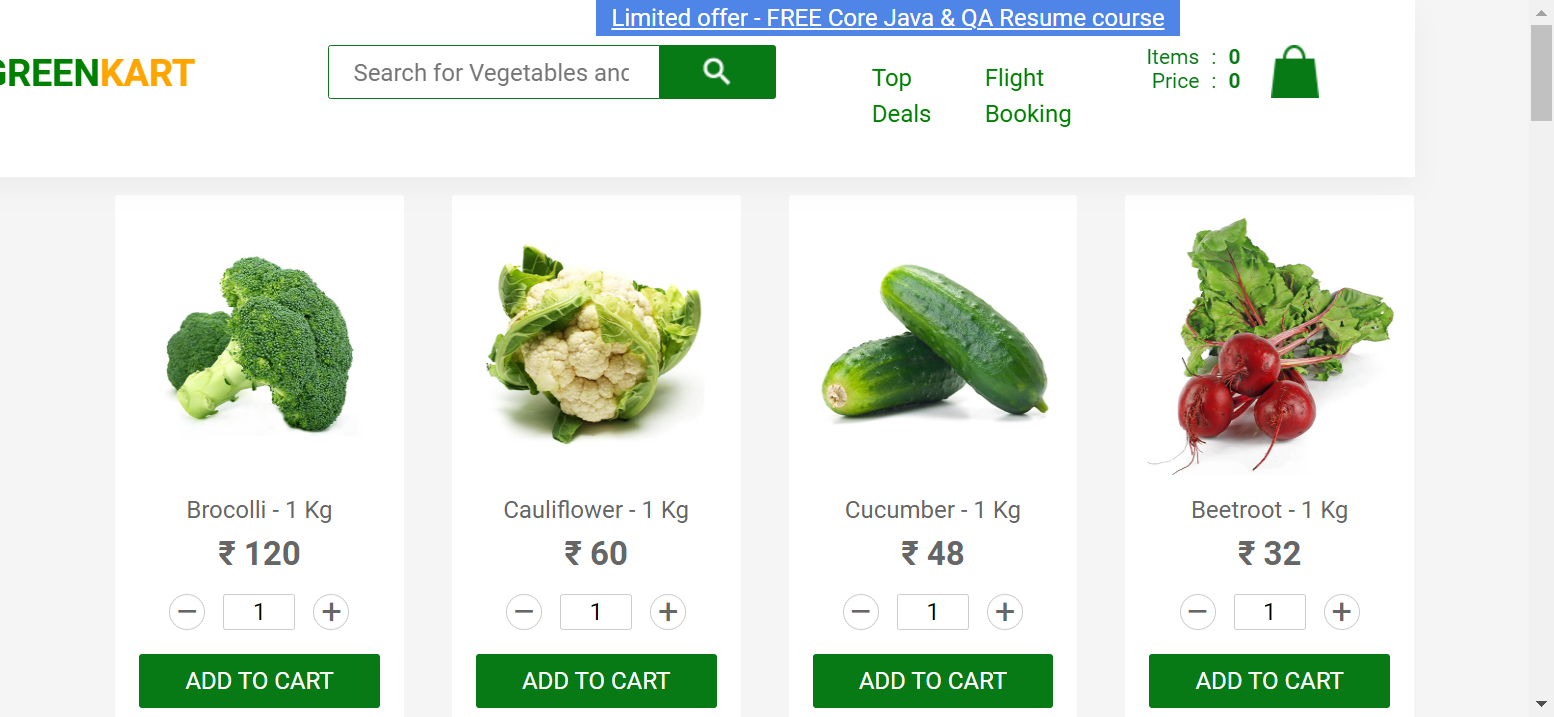 Limited offer - FREE Core Java & QA Resume course
GREENKART
Search for Vegetables and
Top Deals
Flight Booking
Items : 0
Price : 0
Brocolli - 1 Kg
₹ 120
1
ADD TO CART
Cauliflower - 1 Kg
₹ 60
1
ADD TO CART
Cucumber - 1 Kg
₹ 48
1
ADD TO CART
Beetroot - 1 Kg
₹ 32
1
ADD TO CART